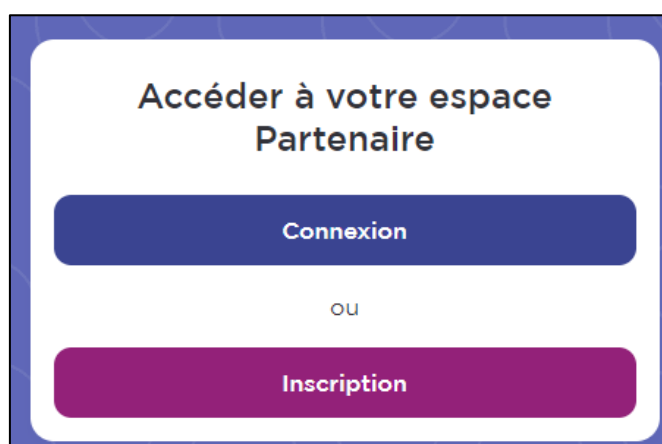 Accéder à votre espace
Partenaire
Connexion
ou
Inscription